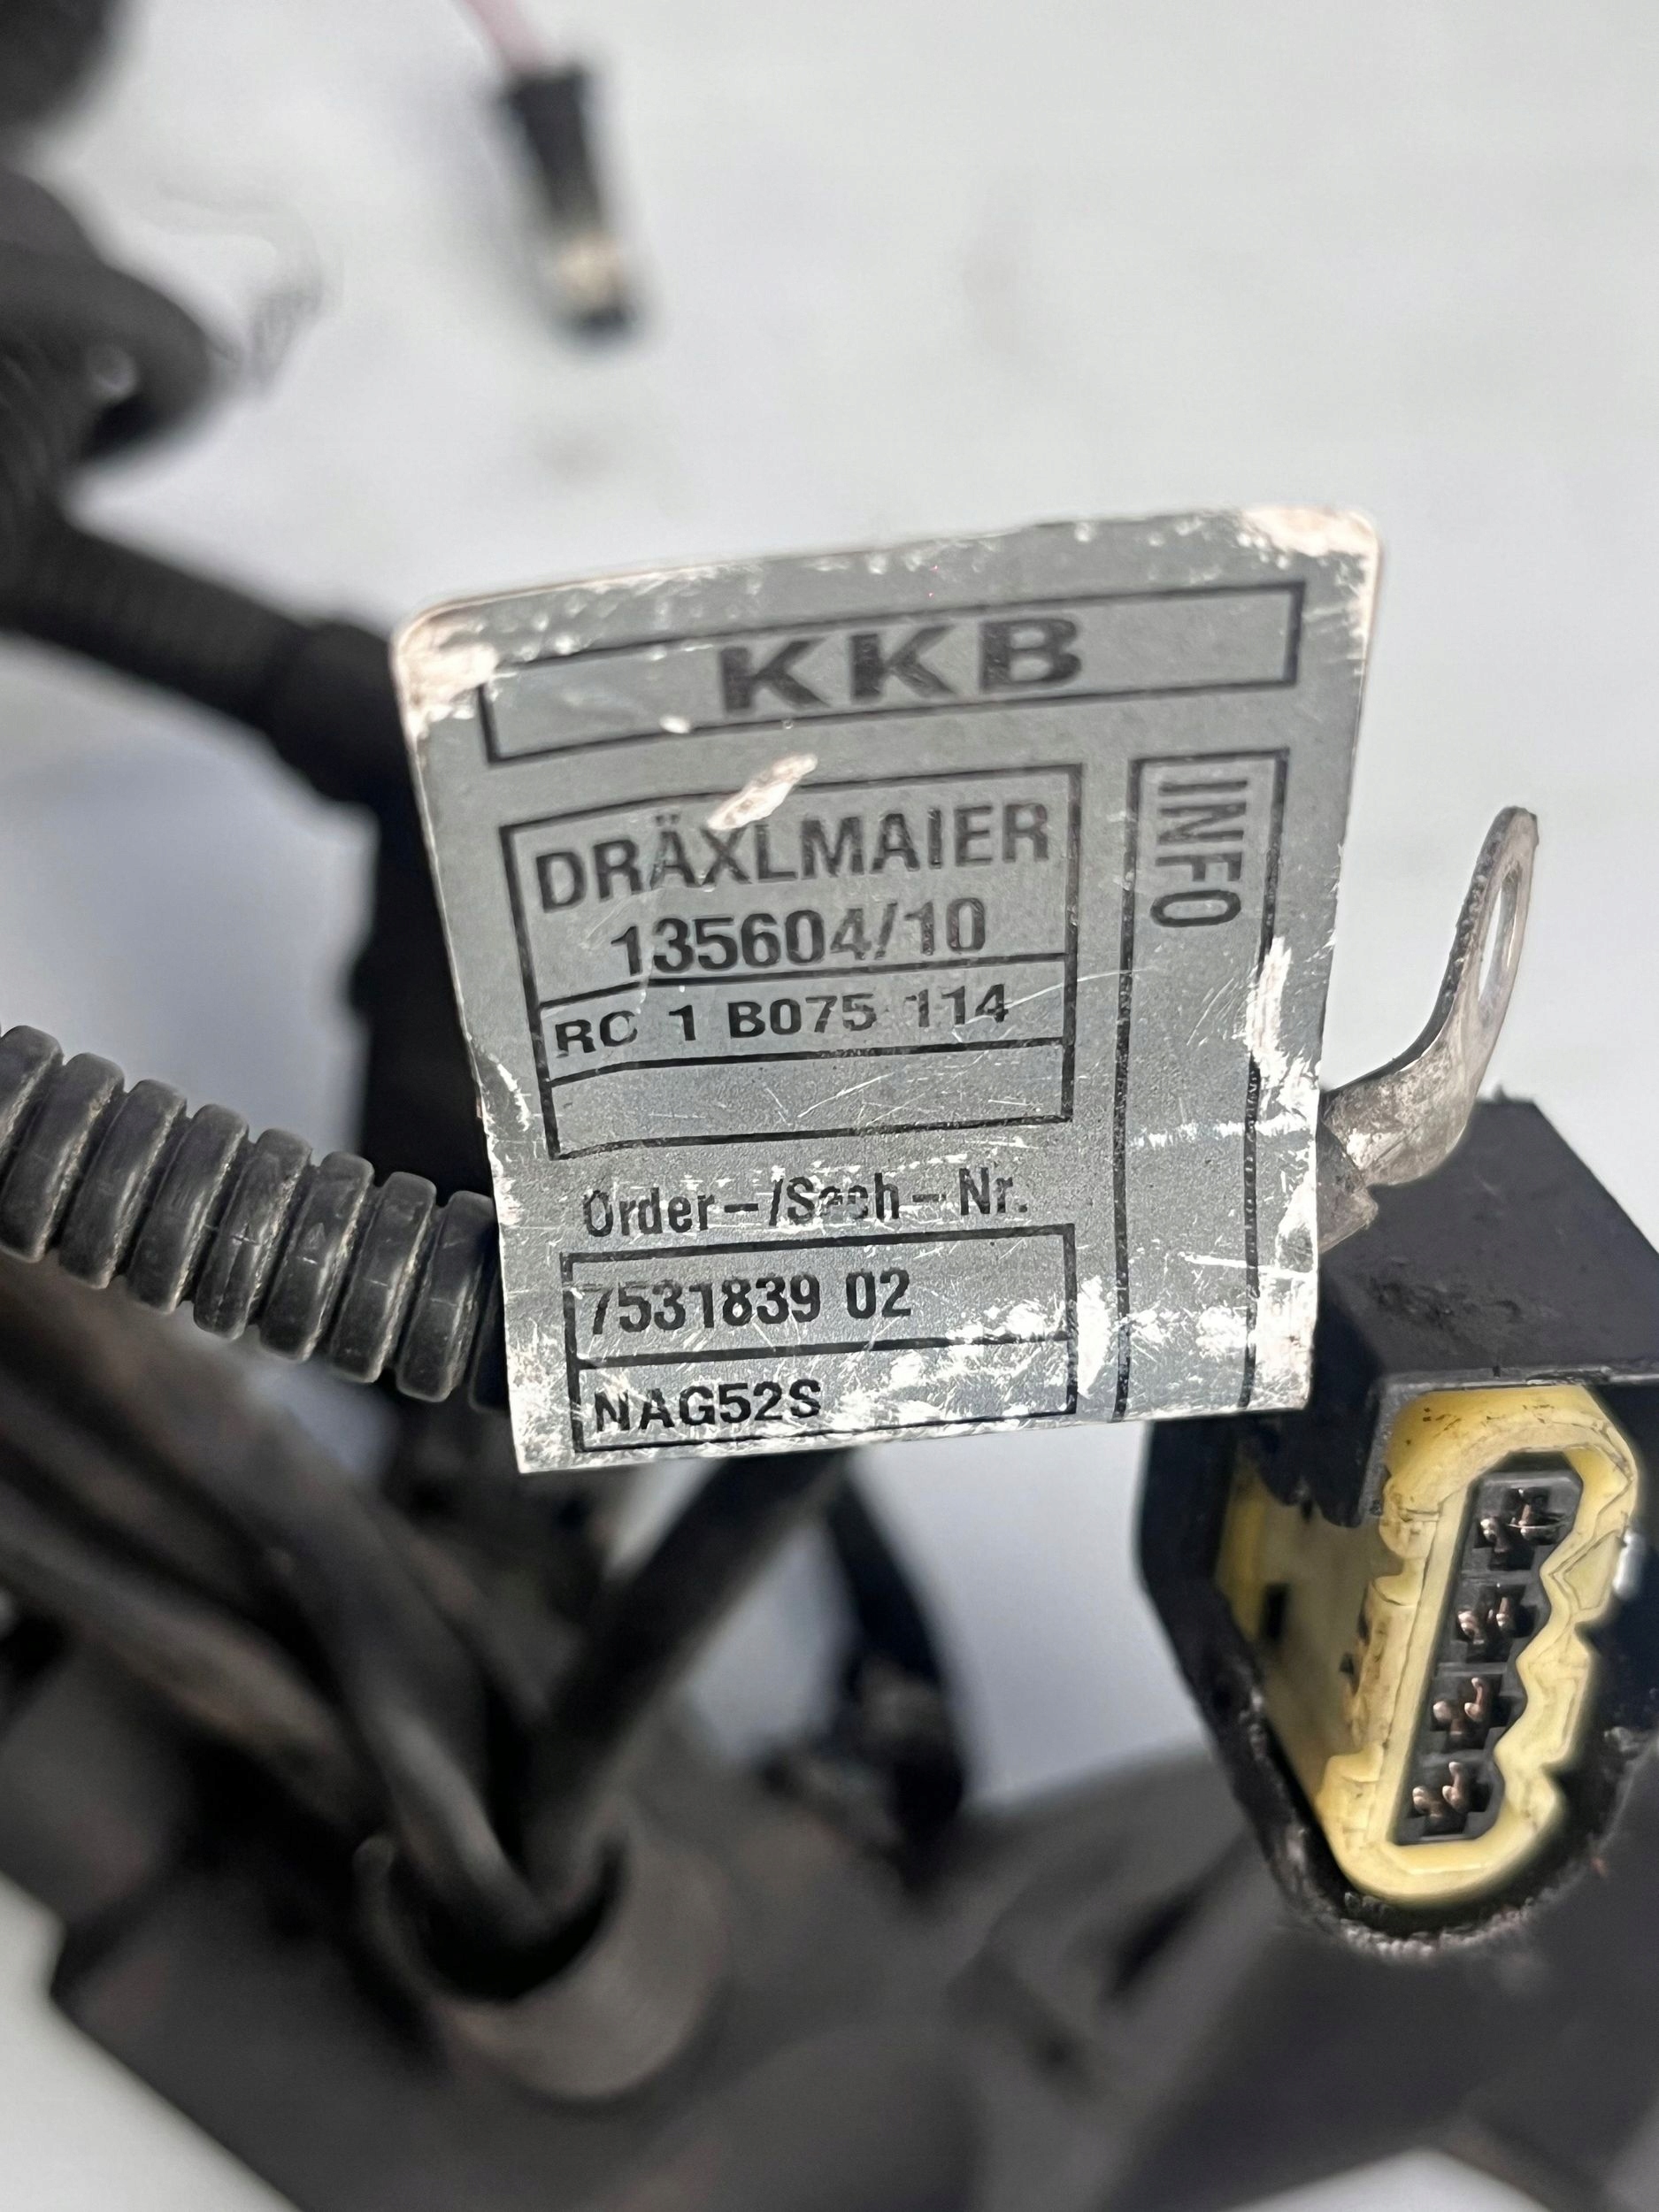 KKB
DRÄXLMAIER
135604/10
RC 1 B075 114
INFO
Order-/Sach-Nr.
7531839 02
NAG52S